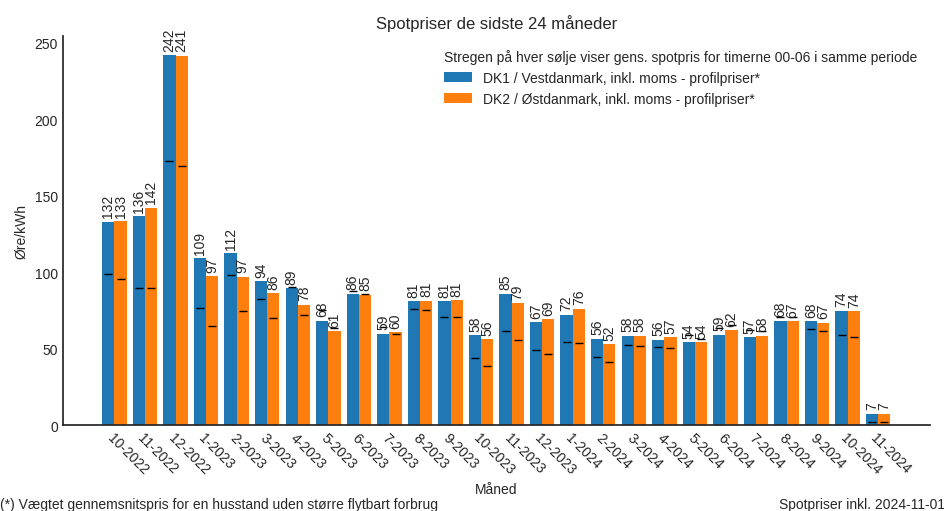 Spotpriser de sidste 24 måneder
Stregen på hver sølje viser gens. spotpris for timerne 00-06 i samme periode
DK1 / Vestdanmark, inkl. moms - profilpriser*
DK2 / Østdanmark, inkl. moms - profilpriser*
Øre/kWh
250
200
150
100
50
0
132 133 136 142 242 241 109 97 112 97 94 86 89 78 68 61 86 85 59 60 81 81 81 82 58 56 85 79 67 69 72 76 56 52 58 58 56 57 54 54 59 62 57 58 68 67 68 67 74 74 7 7
10-2022 11-2022 12-2022 1-2023 2-2023 3-2023 4-2023 5-2023 6-2023 7-2023 8-2023 9-2023 10-2023 11-2023 12-2023 1-2024 2-2024 3-2024 4-2024 5-2024 6-2024 7-2024 8-2024 9-2024 10-2024 11-2024
Måned
(*) Vægtet gennemsnitspris for en husstand uden større flytbart forbrug
Spotpriser inkl. 2024-11-01